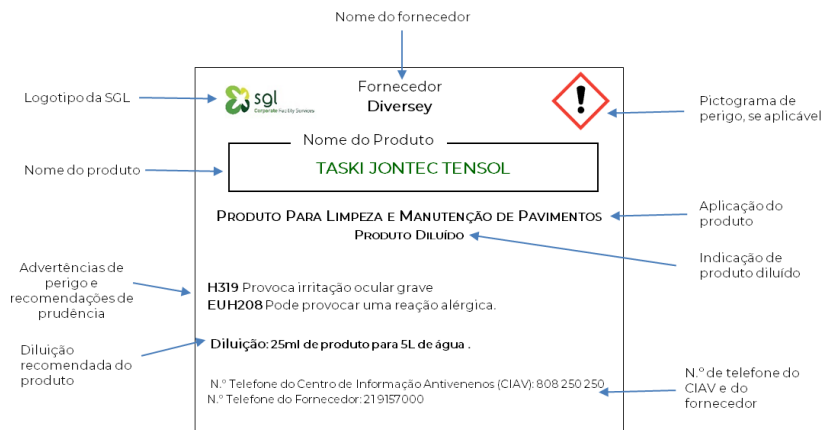 Nome do fornecedor
Logotipo da SGL
sgl
Corporate Facility Services
Fornecedor
Diversey
Pictograma de
perigo, se aplicável
Nome do Produto
Nome do produto
TASKI JONTEC TENSOL
Produto Para Limpeza e Manutenção de Pavimentos
Produto Diluído
Aplicação do
produto
Indicação de
produto diluído
Advertências de
perigo e
recomendações de
prudência
H319 Provoca irritação ocular grave
EUH208 Pode provocar uma reação alérgica.
Diluição: 25ml de produto para 5L de água .
Diluição
recomendada do
produto
N.º Telefone do Centro de Informação Antivenenos (CIAV): 808 250 250
N.º Telefone do Fornecedor: 21 9157000
N.º de telefone do
CIAV e do
fornecedor